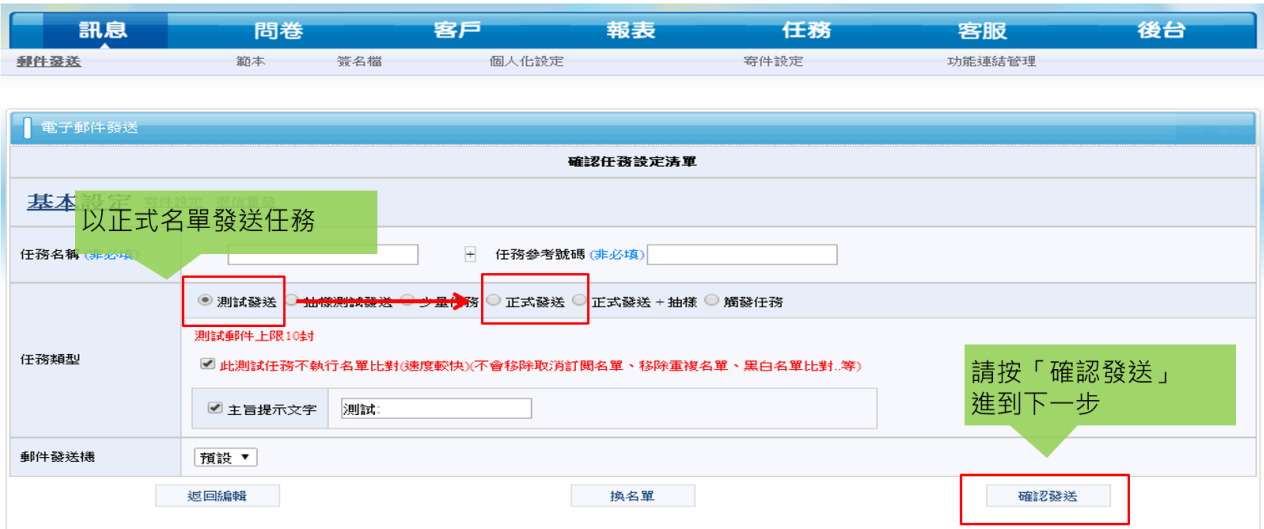 訊息 問卷 客戶 報表 任務 客服 後台
郵件發送 範本 簽名檔 個人化設定 寄件設定 功能連結管理
電子郵件發送
確認任務設定清單
基本設定
以正式名單發送任務
任務名稱 (非必填) + 任務參考號碼 (非必填)
測試發送 抽樣測試發送 少量任務 正式發送 正式發送 + 抽樣 觸發任務
測試郵件上限10封
任務類型
此測試任務不執行名單比對(速度較快)(不會移除取消訂閱名單、移除重複名單、黑白名單比對..等)
請按「確認發送」
進到下一步
主旨提示文字 測試:
郵件發送機 預設 ▼
返回編輯 換名單 確認發送